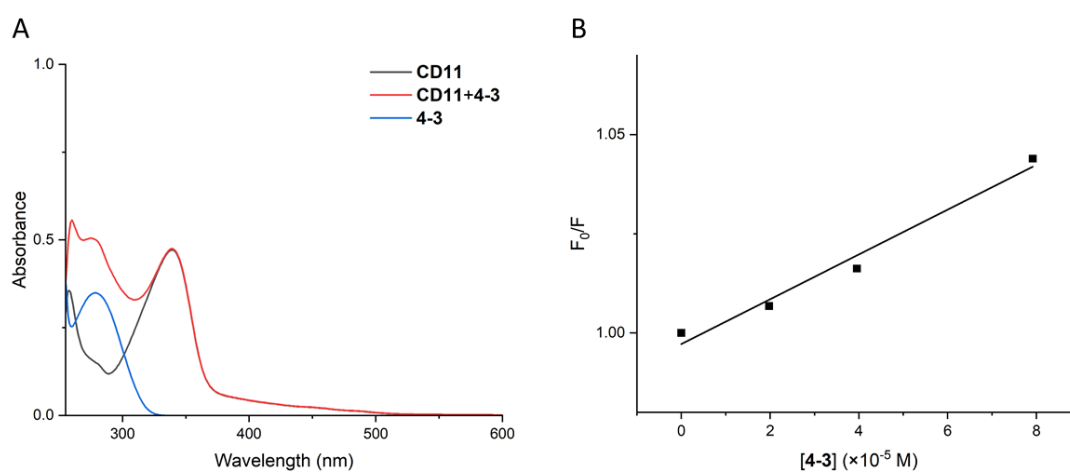 A
1.0
0.5
0.0
Absorbance
300
400
500
600
Wavelength (nm)
CD11
CD11+4-3
4-3
B
1.05
1.00
F₀/F
0
2
4
6
8
[4-3] (×10⁻⁵ M)